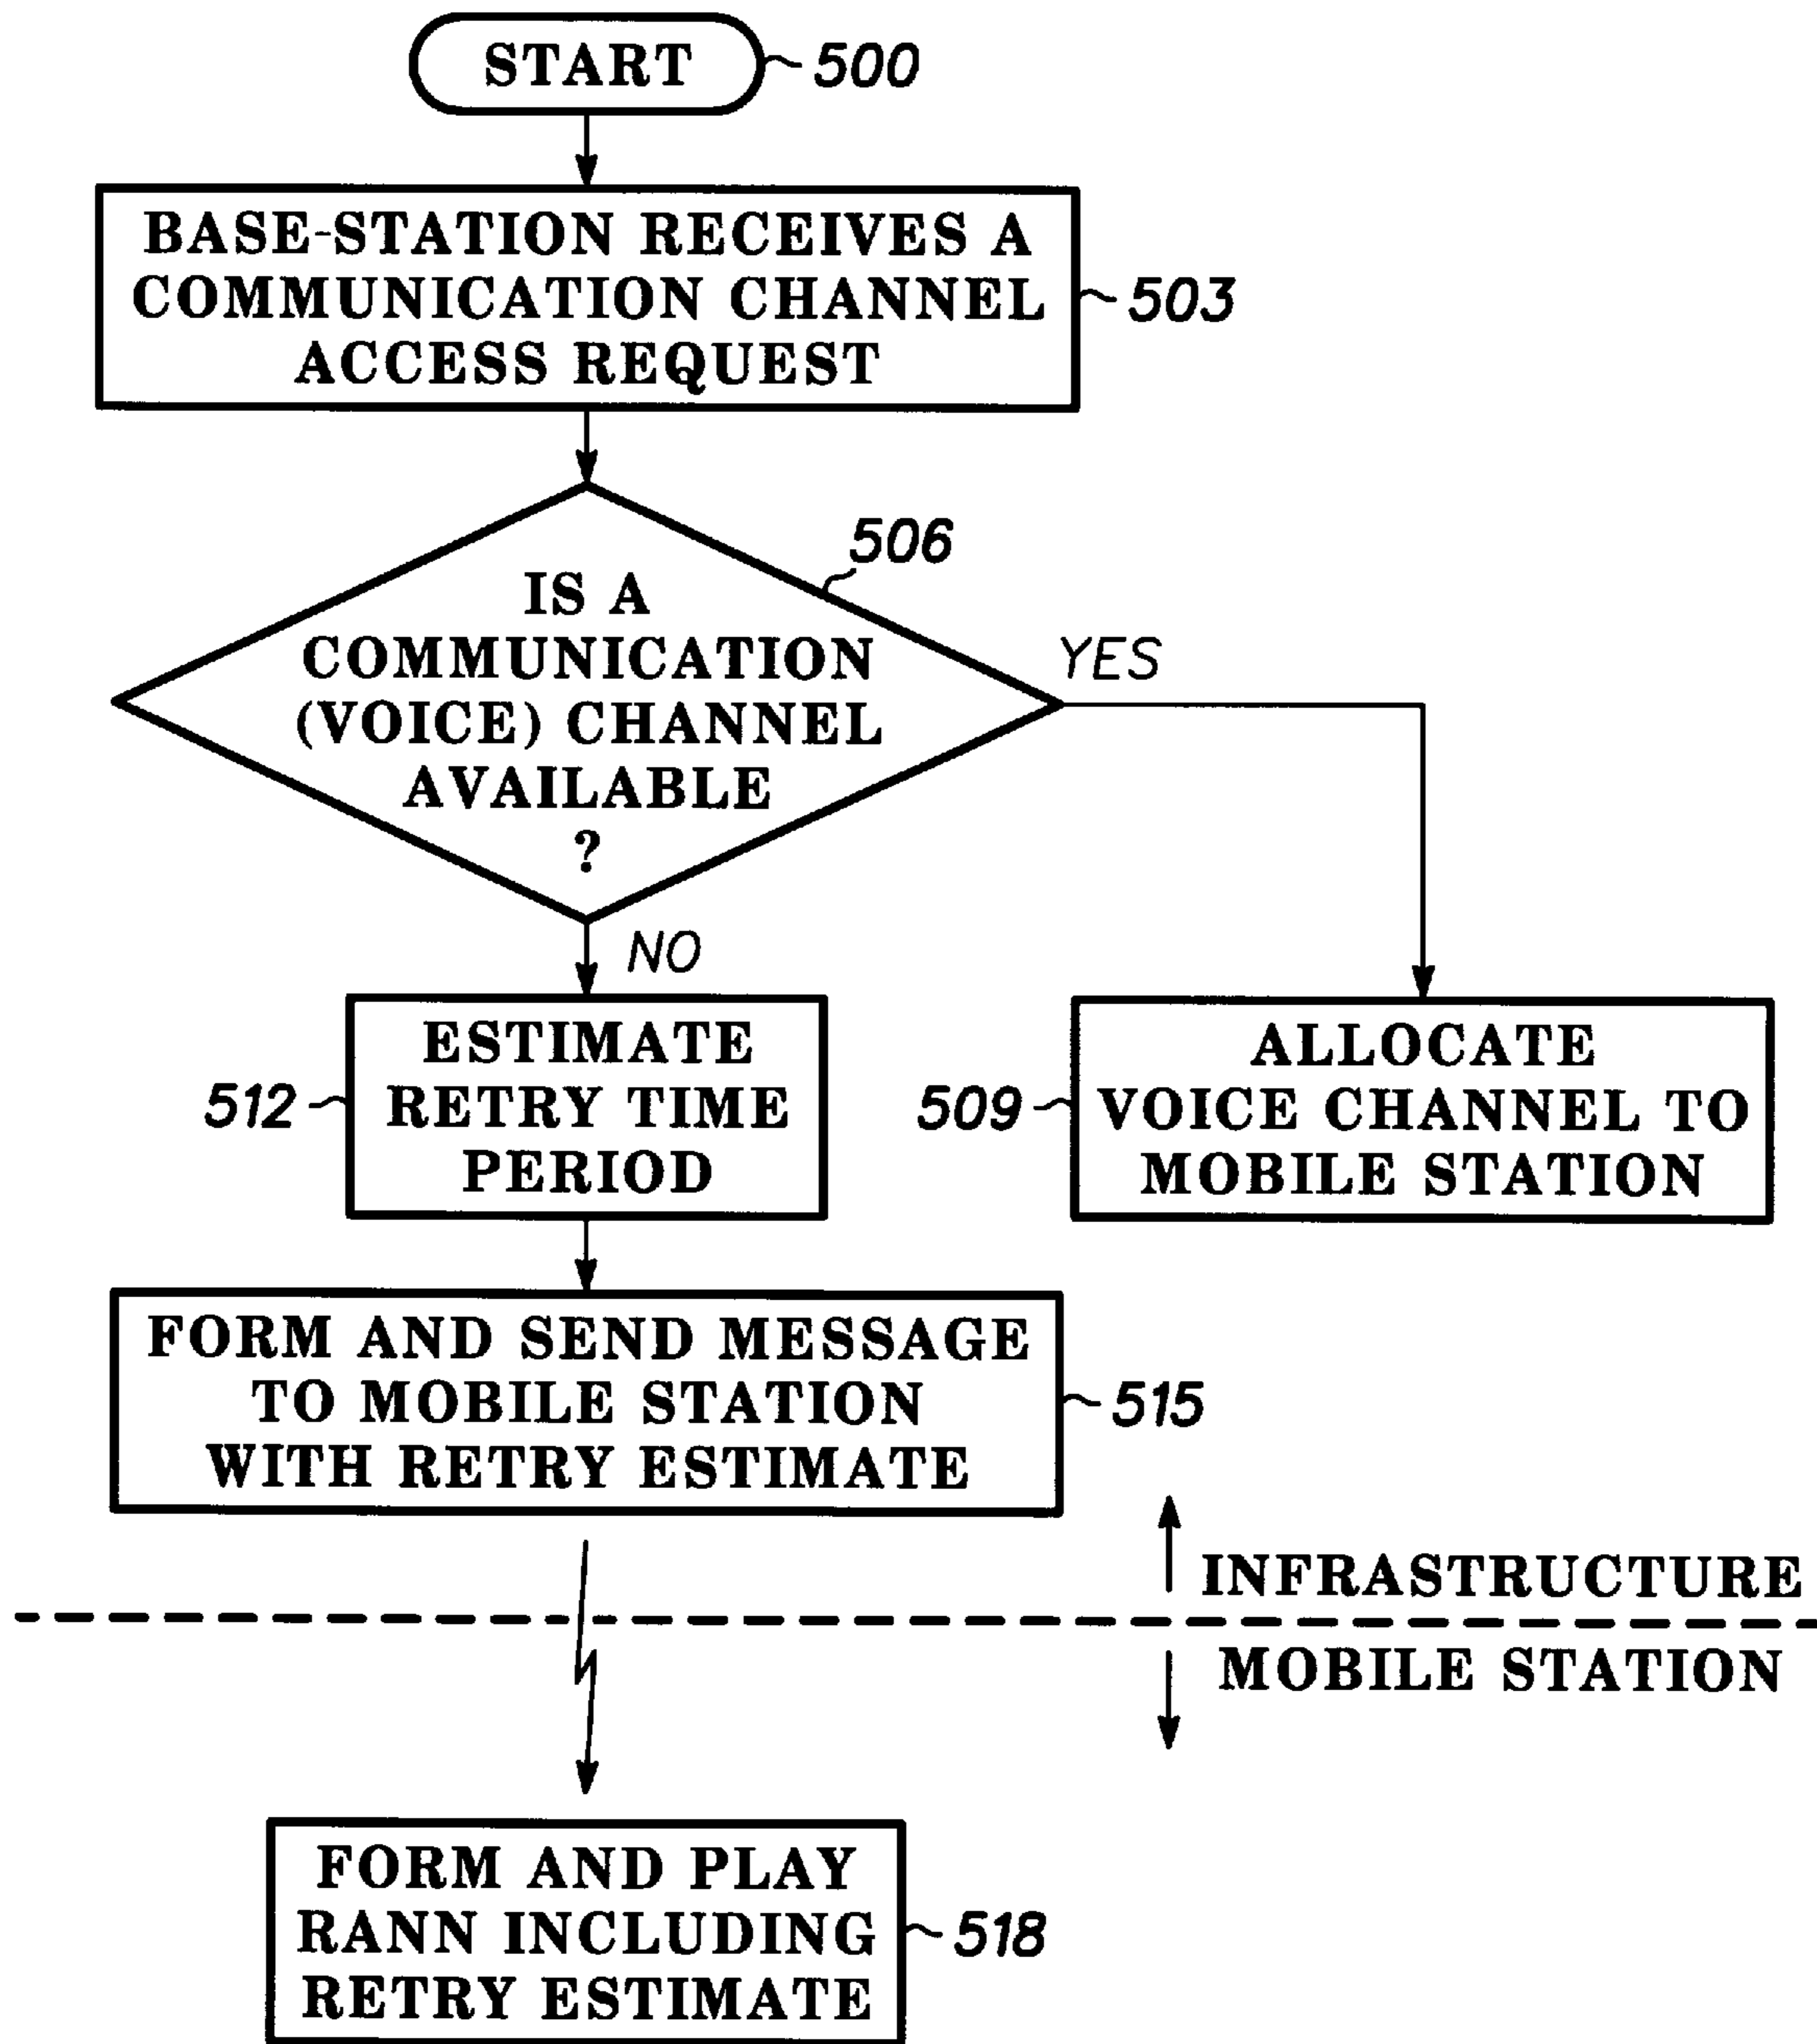 START
500
BASE-STATION RECEIVES A
COMMUNICATION CHANNEL
ACCESS REQUEST
503
506
IS A
COMMUNICATION
(VOICE) CHANNEL
AVAILABLE
?
YES
NO
ESTIMATE
RETRY TIME
PERIOD
512
ALLOCATE
VOICE CHANNEL TO
MOBILE STATION
509
FORM AND SEND MESSAGE
TO MOBILE STATION
WITH RETRY ESTIMATE
515
INFRASTRUCTURE
MOBILE STATION
FORM AND PLAY
RANN INCLUDING
RETRY ESTIMATE
518